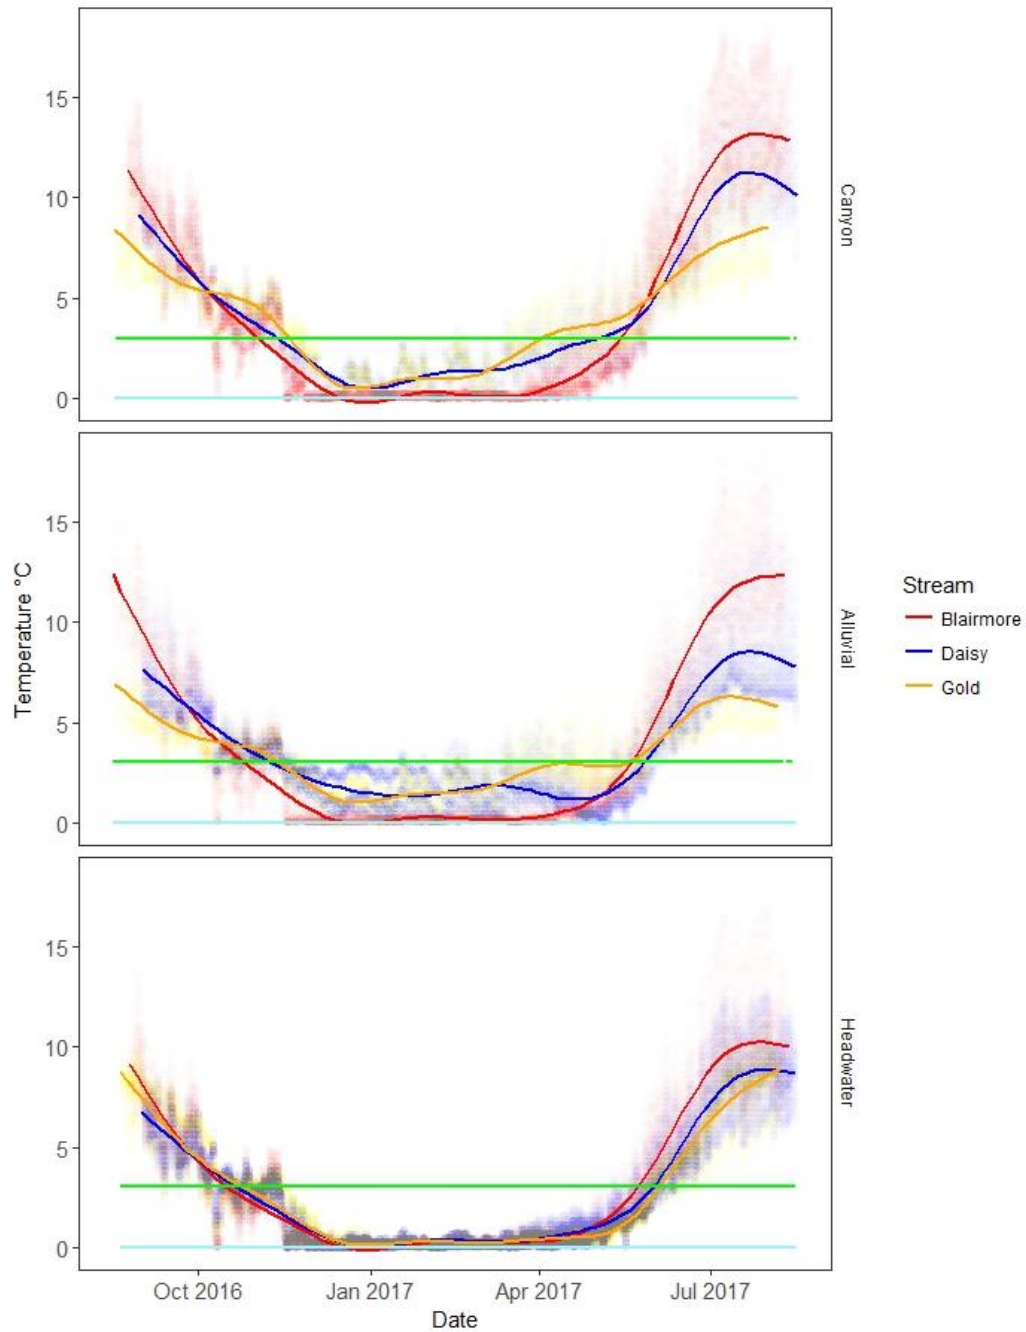 15
10
5
0
Canyon
15
10
5
0
Alluvial
15
10
5
0
Headwater
Temperature °C
Oct 2016
Jan 2017
Apr 2017
Jul 2017
Date
Stream
Blairmore
Daisy
Gold